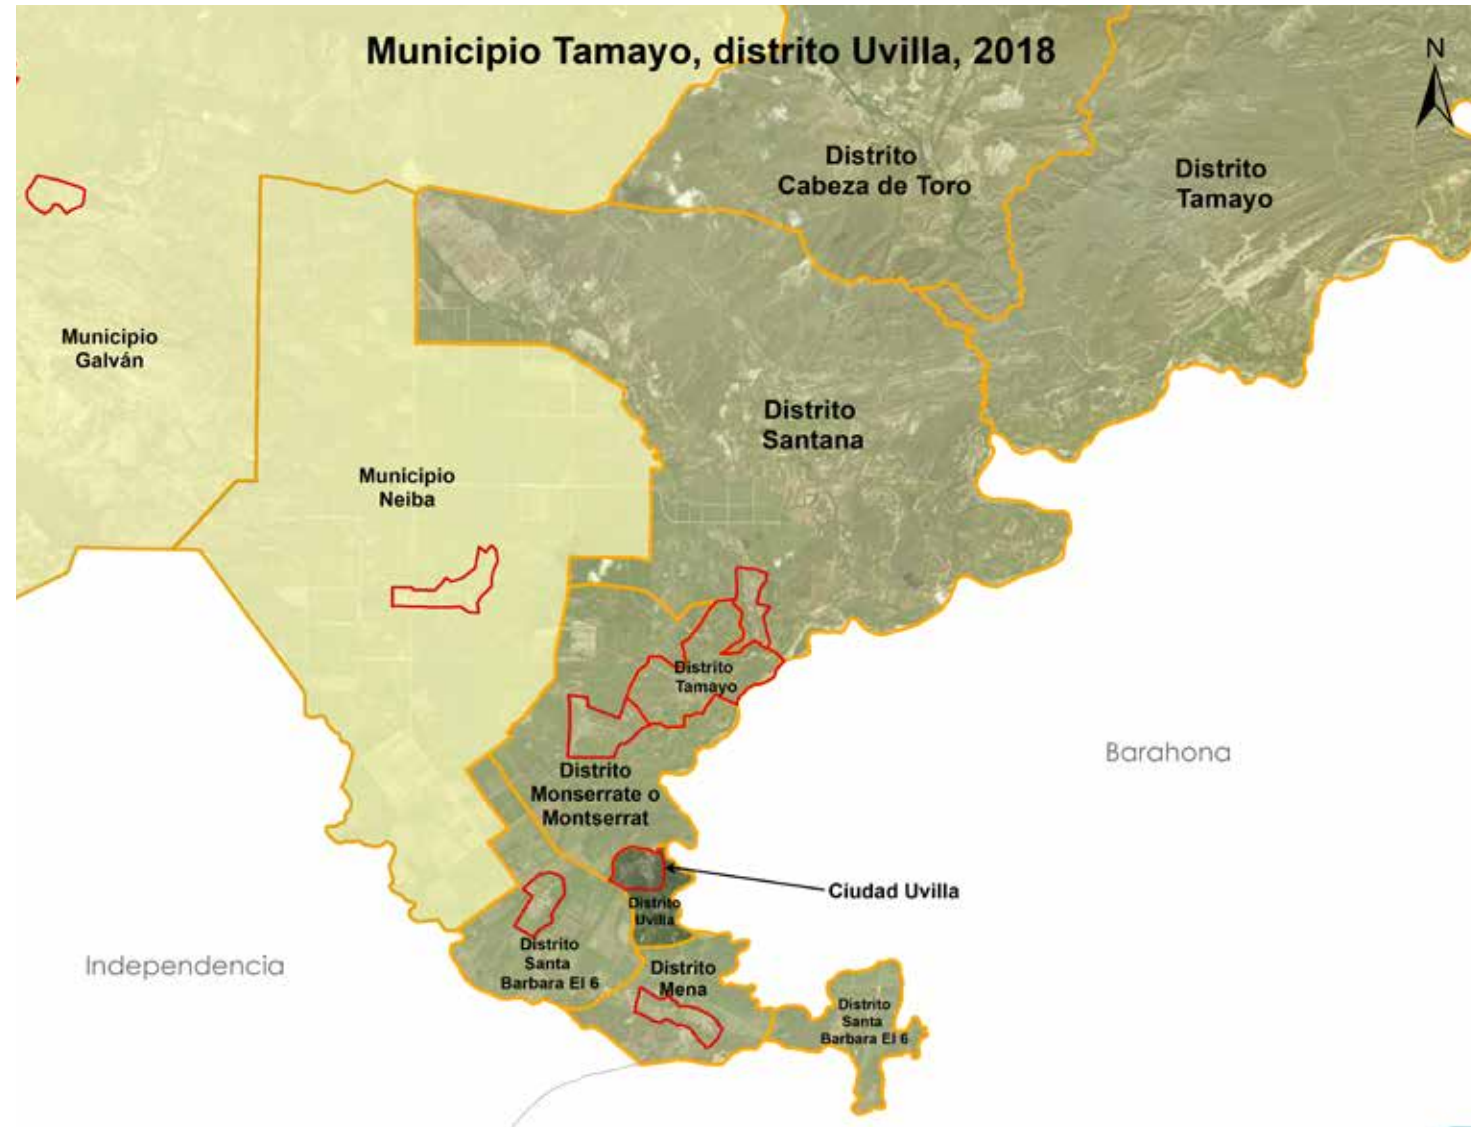 Municipio Tamayo, distrito Uvilla, 2018
N
Distrito
Cabeza de Toro
Distrito
Tamayo
Municipio
Galván
Distrito
Santana
Municipio
Neiba
Distrito
Tamayo
Barahona
Distrito
Monserrate o
Montserrat
Ciudad Uvilla
Distrito
Uvilla
Distrito
Santa
Barbara El 6
Independencia
Distrito
Mena
Distrito
Santa
Barbara El 6